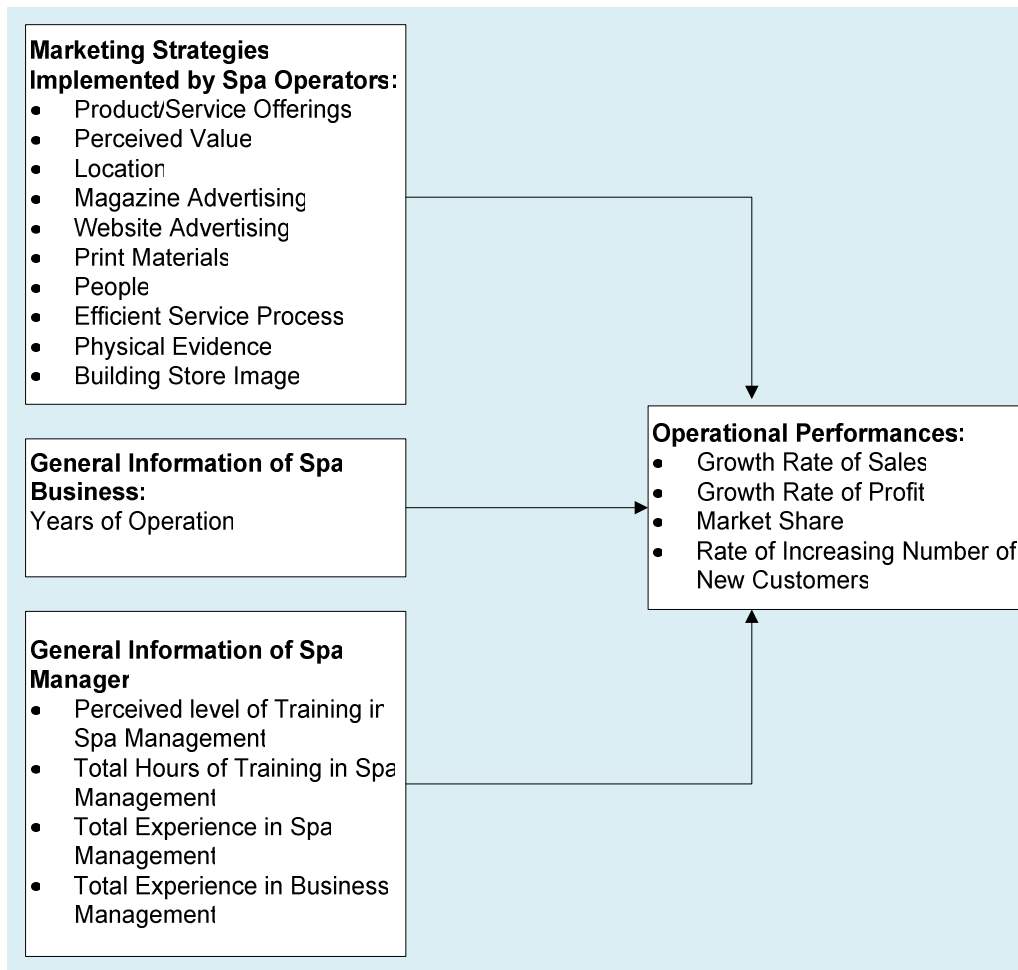 Marketing Strategies
Implemented by Spa Operators:
• Product/Service Offerings
• Perceived Value
• Location
• Magazine Advertising
• Website Advertising
• Print Materials
• People
• Efficient Service Process
• Physical Evidence
• Building Store Image
General Information of Spa
Business:
Years of Operation
General Information of Spa
Manager
• Perceived level of Training in
Spa Management
• Total Hours of Training in Spa
Management
• Total Experience in Spa
Management
• Total Experience in Business
Management
Operational Performances:
• Growth Rate of Sales
• Growth Rate of Profit
• Market Share
• Rate of Increasing Number of
New Customers